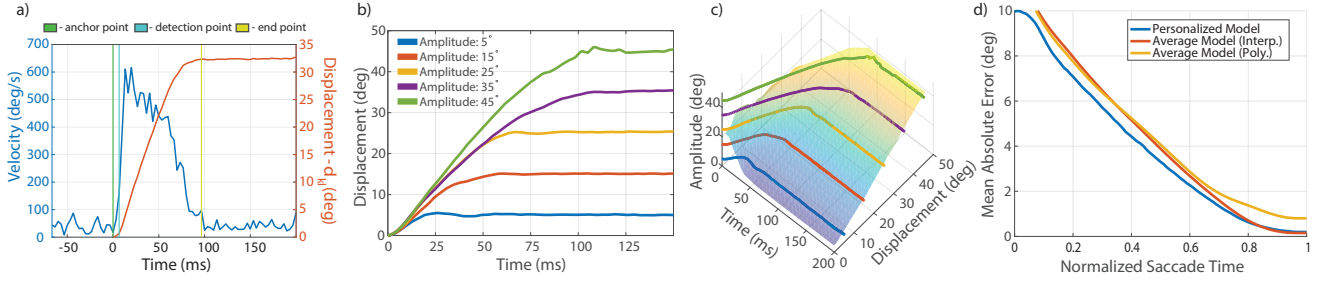 a)
- anchor point
- detection point
- end point
700
600
500
400
300
200
100
0
Velocity (deg/s)
35
30
25
20
15
10
5
0
Displacement - d_kl (deg)
-50
0
50
100
150
Time (ms)
b)
50
40
30
20
10
0
Displacement (deg)
Amplitude: 5°
Amplitude: 15°
Amplitude: 25°
Amplitude: 35°
Amplitude: 45°
0
25
50
75
100
125
Time (ms)
c)
Amplitude (deg)
40
20
0
0
50
100
150
200
Time (ms)
0
10
20
30
40
50
Displacement (deg)
d)
10
8
6
4
2
0
Mean Absolute Error (deg)
Personalized Model
Average Model (Interp.)
Average Model (Poly.)
0
0.2
0.4
0.6
0.8
1
Normalized Saccade Time